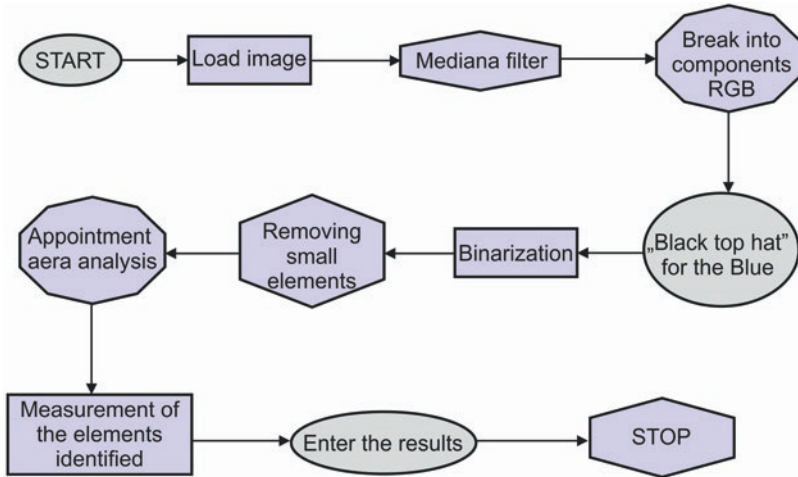 START
Load image
Mediana filter
Break into
components
RGB
„Black top hat”
for the Blue
Binarization
Removing
small
elements
Appointment
aera analysis
Measurement of
the elements
identified
Enter the results
STOP